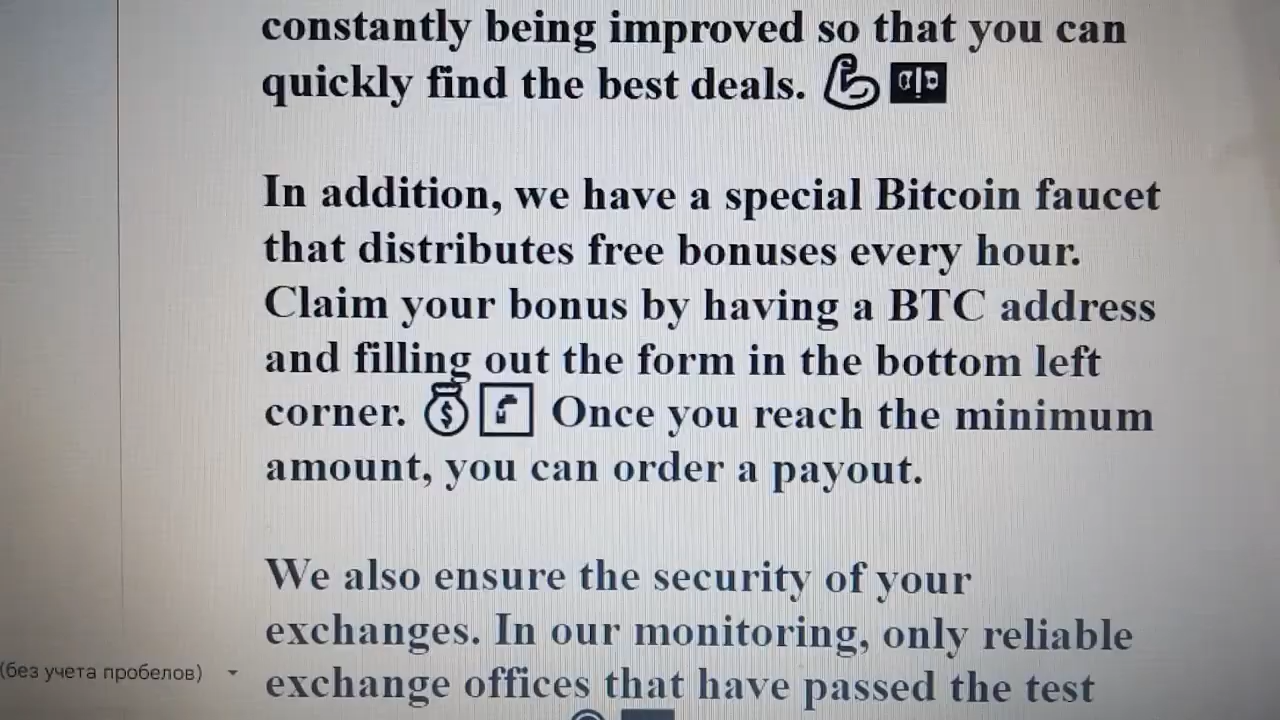 constantly being improved so that you can
quickly find the best deals.
In addition, we have a special Bitcoin faucet
that distributes free bonuses every hour.
Claim your bonus by having a BTC address
and filling out the form in the bottom left
corner. Once you reach the minimum
amount, you can order a payout.
We also ensure the security of your
exchanges. In our monitoring, only reliable
(без учета пробелов)
exchange offices that have passed the test